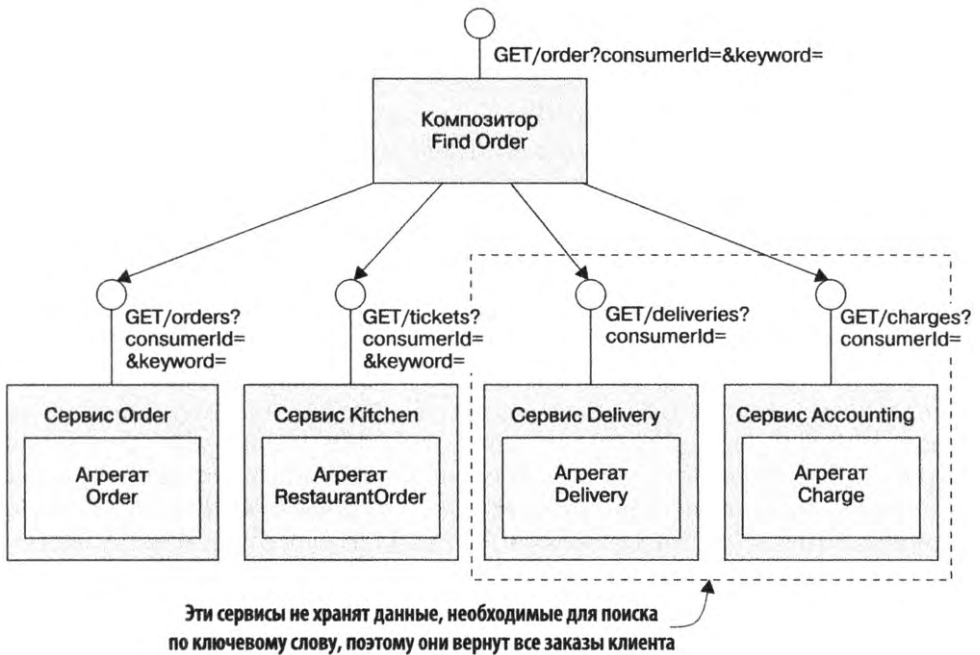 GET/order?consumerId=&keyword=
Композитор
Find Order
GET/orders?
consumerId=
&keyword=
GET/tickets?
consumerId=
&keyword=
GET/deliveries?
consumerId=
GET/charges?
consumerId=
Сервис Order
Агрегат
Order
Сервис Kitchen
Агрегат
RestaurantOrder
Сервис Delivery
Агрегат
Delivery
Сервис Accounting
Агрегат
Charge
Эти сервисы не хранят данные, необходимые для поиска
по ключевому слову, поэтому они вернут все заказы клиента